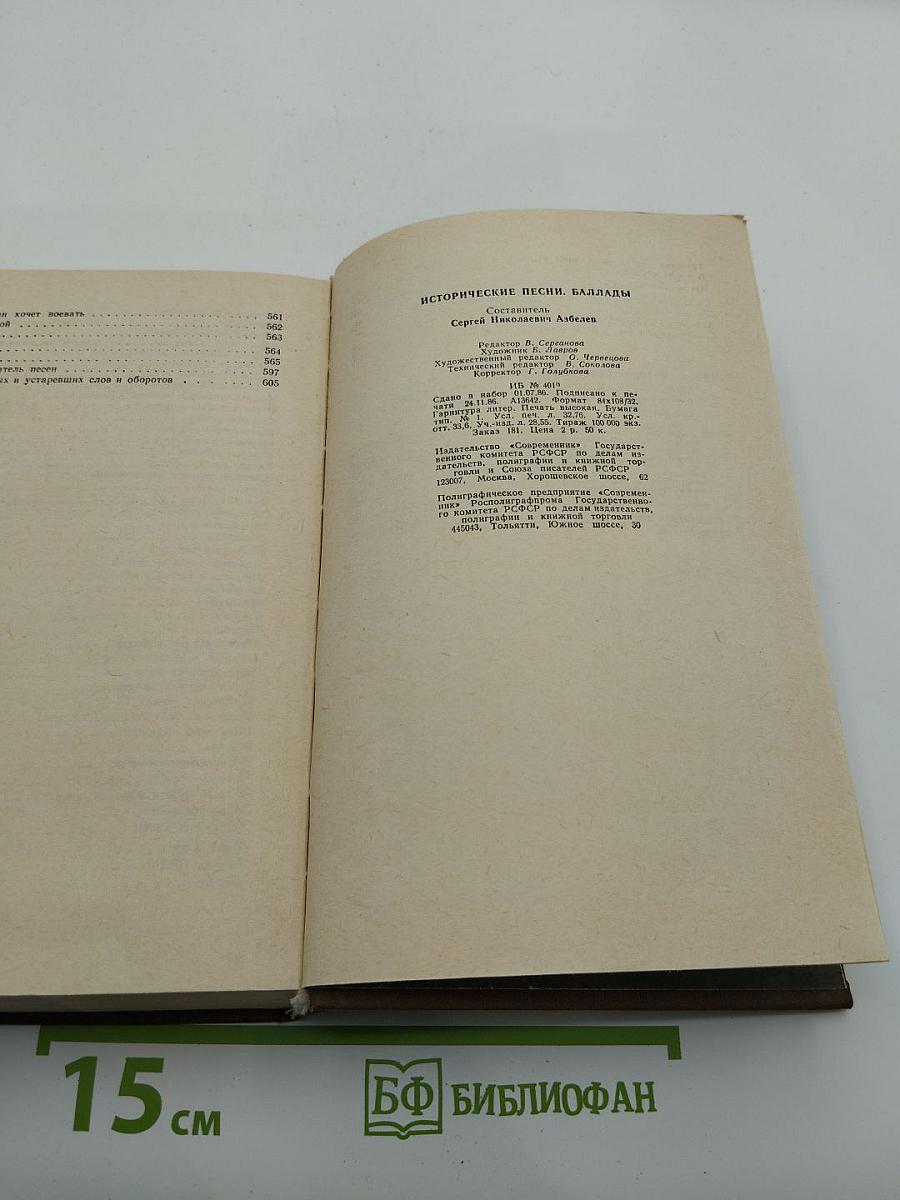 ан хочет воевать . . . . . . . . . . . . . . . . . . 561
ой . . . . . . . . . . . . . . . . . . . . . . . . . 562
. . . . . . . . . . . . . . . . . . . . . . . . . . 563
. . . . . . . . . . . . . . . . . . . . . . . . . . 564
. . . . . . . . . . . . . . . . . . . . . . . . . . 565
атель песен . . . . . . . . . . . . . . . . . . . . 597
ых и устаревших слов и оборотов . . . . . . 605
ИСТОРИЧЕСКИЕ ПЕСНИ. БАЛЛАДЫ
Составитель
Сергей Николаевич Азбелев
Редактор В. Серганова
Художник Б. Лавров
Художественный редактор О. Червецова
Технический редактор В. Соколова
Корректор Г. Голубкова
ИБ № 4019
Сдано в набор 01.07.86. Подписано к пе-
чати 24.11.86. А13642. Формат 84х108/32.
Гарнитура литер. Печать высокая. Бумага
тип. № 1. Усл. печ. л. 32,76. Усл. кр.-
отт. 33,6. Уч.-изд. л. 28,55. Тираж 100 000 экз.
Заказ 181. Цена 2 р. 50 к.
Издательство «Современник» Государст-
венного комитета РСФСР по делам из-
дательств, полиграфии и книжной тор-
говли и Союза писателей РСФСР
123007, Москва, Хорошевское шоссе, 62
Полиграфическое предприятие «Современ-
ник» Росполиграфпрома Государственно-
го комитета РСФСР по делам издательств,
полиграфии и книжной торговли
445043, Тольятти, Южное шоссе, 30
15 см
БФ БИБЛИОФАН